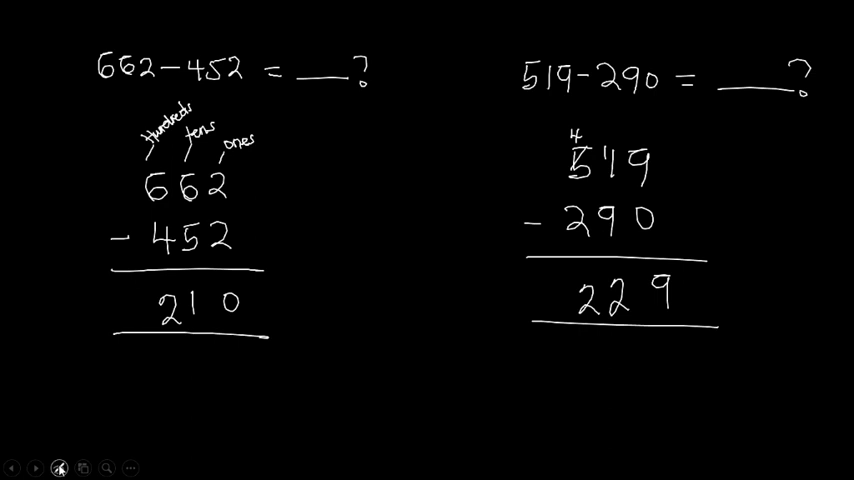 662-452 = ___?
Hundreds tens ones
662
- 452
210
519-290 = ___?
4
519
- 290
229